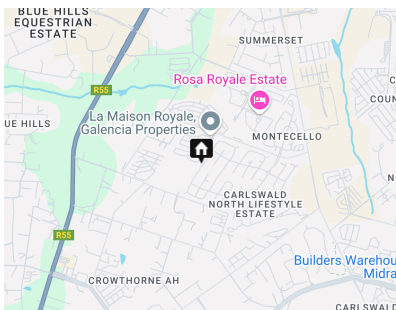 BLUE HILLS
EQUESTRIAN
ESTATE
SUMMERSET
Rosa Royale Estate
R55
La Maison Royale,
Galencia Properties
UE HILLS
MONTECELLO
C
COUN
N
CARLSWALD
NORTH LIFESTYLE
ESTATE
R55
Builders Warehou
Midra
CROWTHORNE AH
CARLSWALD